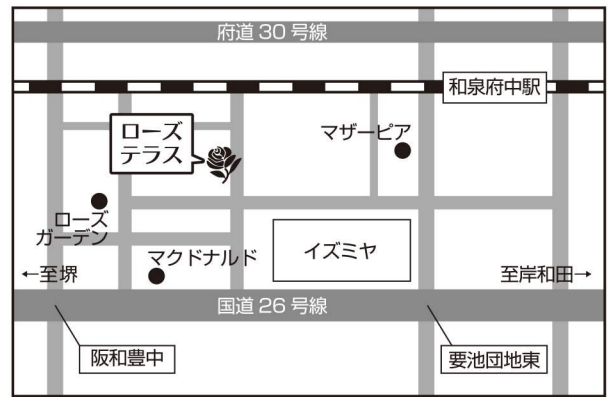 府道30号線
和泉府中駅
ローズ
テラス
マザーピア
ローズ
ガーデン
マクドナルド
イズミヤ
←至堺
至岸和田→
国道26号線
阪和豊中
要池団地東